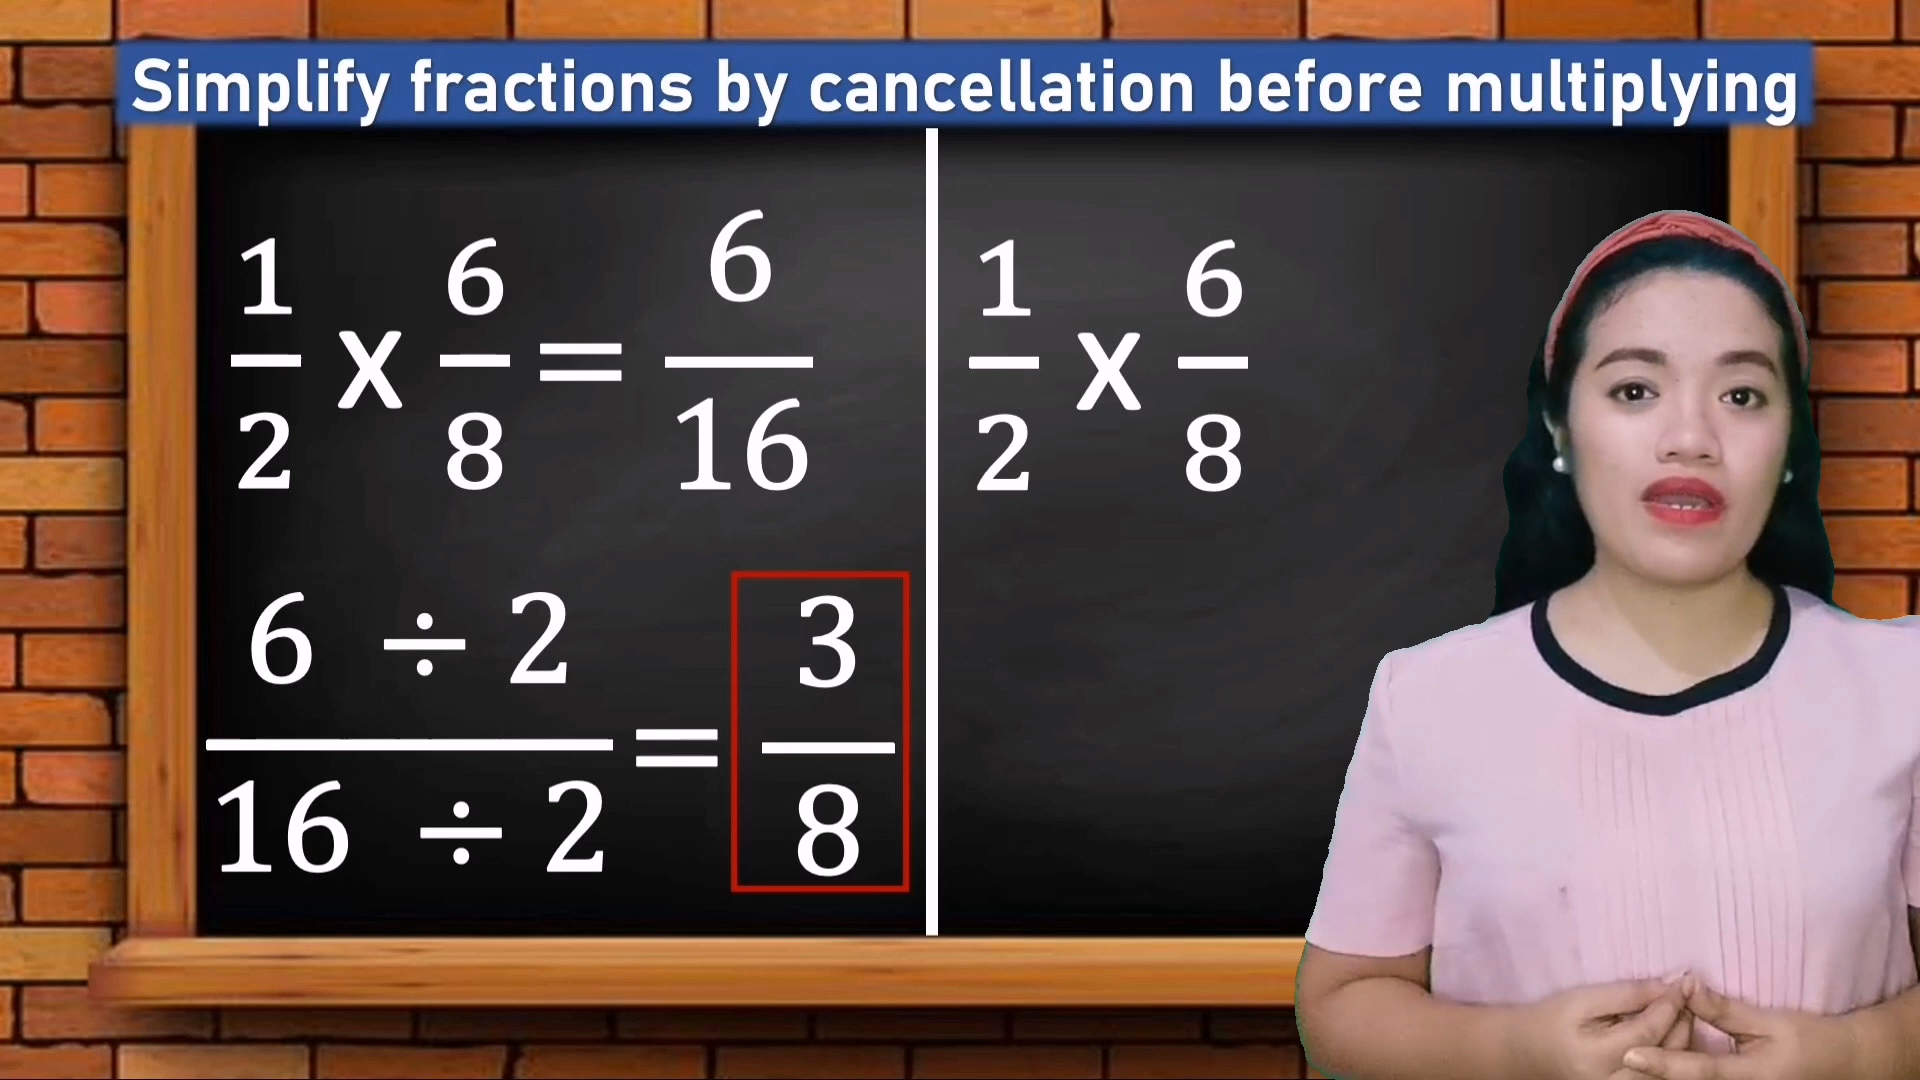 Simplify fractions by cancellation before multiplying
1/2 x 6/8 = 6/16
6 ÷ 2 / 16 ÷ 2 = 3/8
1/2 x 6/8